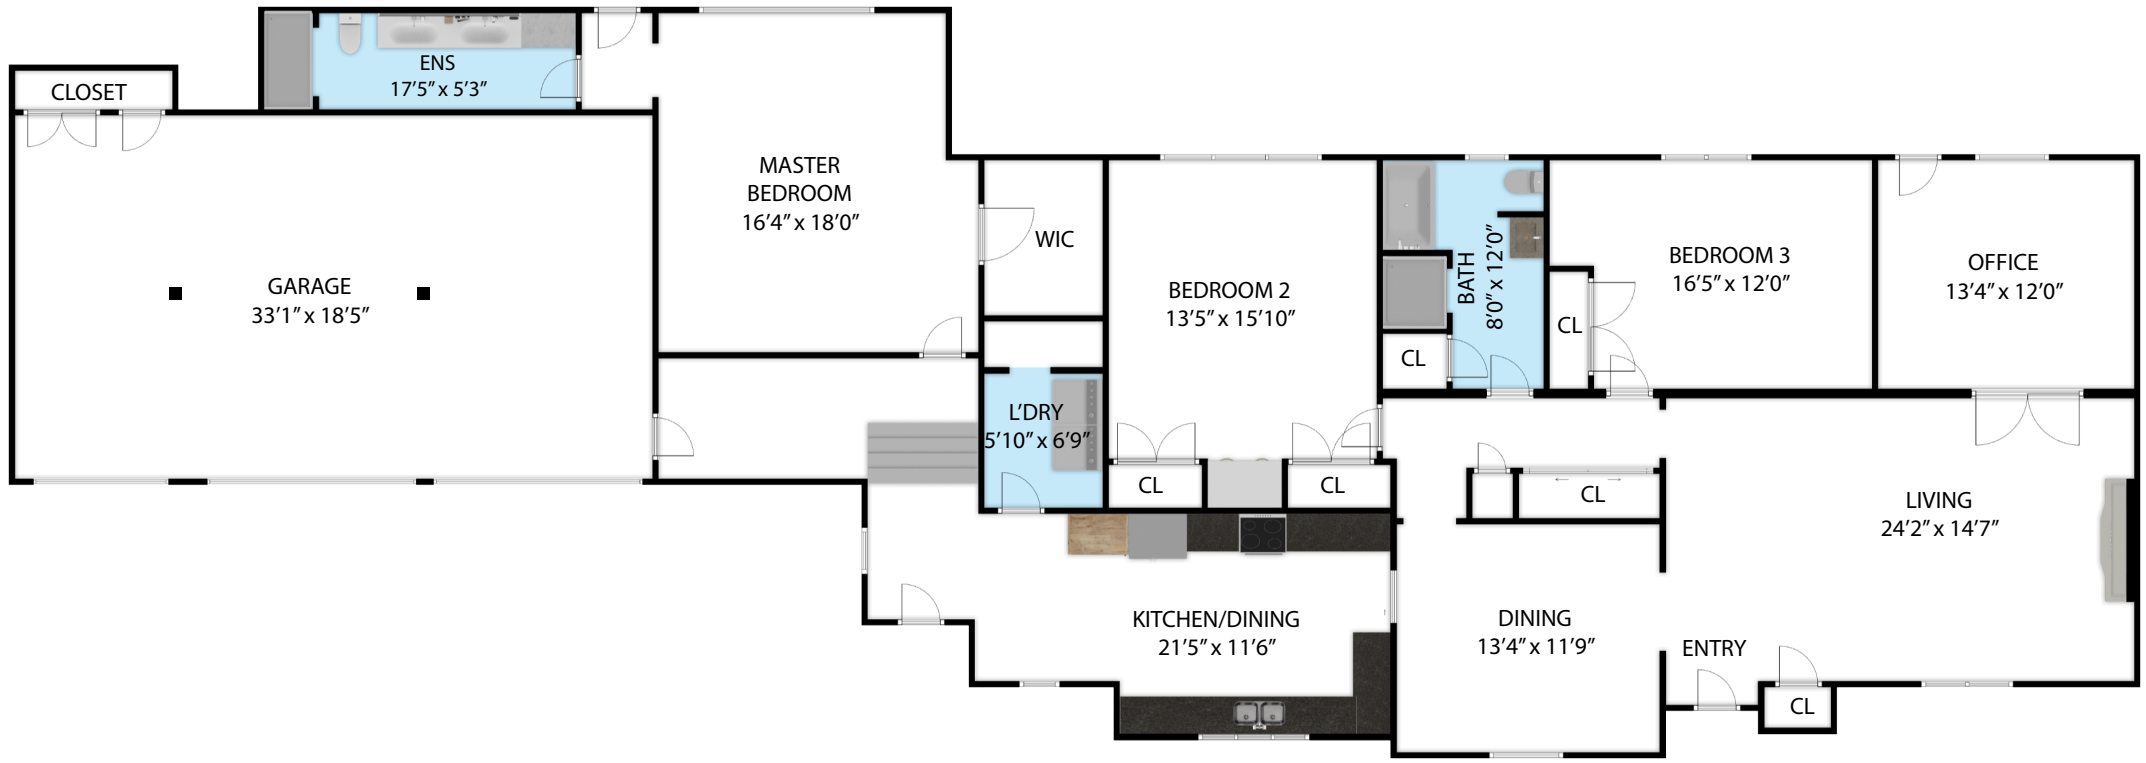 ENS
17'5" x 5'3"
CLOSET
MASTER
BEDROOM
16'4" x 18'0"
WIC
GARAGE
33'1" x 18'5"
BEDROOM 2
13'5" x 15'10"
BATH
8'0" x 12'0"
BEDROOM 3
16'5" x 12'0"
OFFICE
13'4" x 12'0"
CL
CL
L'DRY
5'10" x 6'9"
CL
CL
CL
LIVING
24'2" x 14'7"
KITCHEN/DINING
21'5" x 11'6"
DINING
13'4" x 11'9"
ENTRY
CL